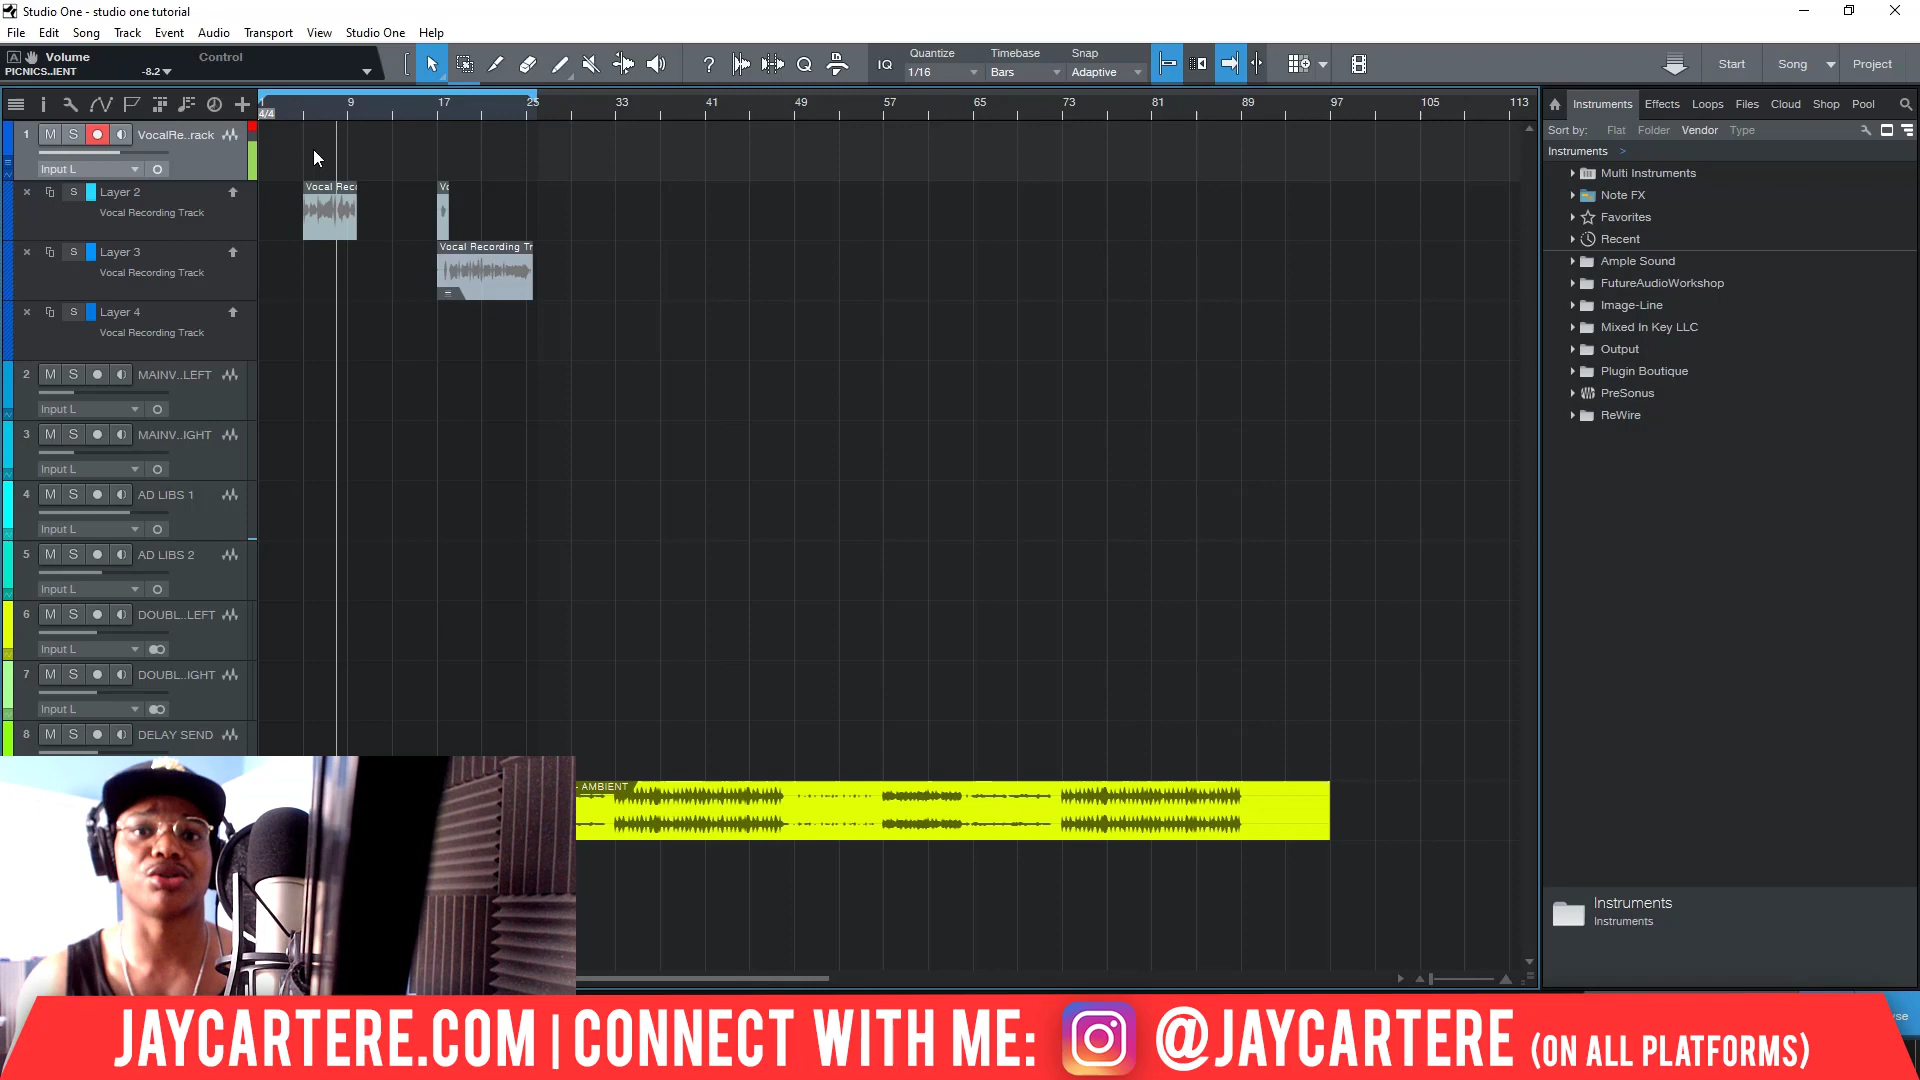 Studio One - studio one tutorial
File Edit Song Track Event Audio Transport View Studio One Help
Volume Control
PICNICS..IENT -8.2
IQ Quantize 1/16 Timebase Bars Snap Adaptive
Start Song Project
9 17 25 33 41 49 57 65 73 81 89 97 105 113
4/4
1 M S VocalRe..rack
Input L
Layer 2
S
Vocal Recording Track
Layer 3
S
Vocal Recording Track
Layer 4
S
Vocal Recording Track
2 M S MAINV..LEFT
Input L
3 M S MAINV..IGHT
Input L
4 M S AD LIBS 1
Input L
5 M S AD LIBS 2
Input L
6 M S DOUBL..LEFT
Input L
7 M S DOUBL..IGHT
Input L
8 M S DELAY SEND
Vocal Rec
Vo
Vocal Recording Tr
- AMBIENT
Instruments Effects Loops Files Cloud Shop Pool
Sort by: Flat Folder Vendor Type
Instruments >
Multi Instruments
Note FX
Favorites
Recent
Ample Sound
FutureAudioWorkshop
Image-Line
Mixed In Key LLC
Output
Plugin Boutique
PreSonus
ReWire
Instruments
Instruments
JAYCARTERE.COM | CONNECT WITH ME: @JAYCARTERE (ON ALL PLATFORMS)